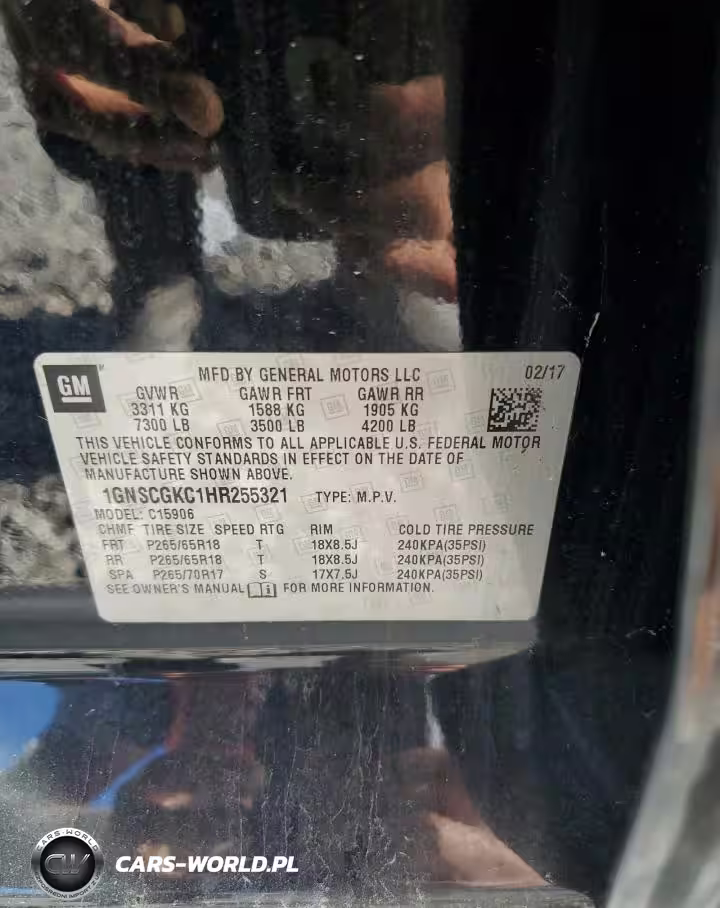 GM
MFD BY GENERAL MOTORS LLC 02/17
GVWR GAWR FRT GAWR RR
3311 KG 1588 KG 1905 KG
7300 LB 3500 LB 4200 LB
THIS VEHICLE CONFORMS TO ALL APPLICABLE U.S. FEDERAL MOTOR
VEHICLE SAFETY STANDARDS IN EFFECT ON THE DATE OF
MANUFACTURE SHOWN ABOVE.
1GNSCGKC1HR255321 TYPE: M.P.V.
MODEL: C15906
CHMF TIRE SIZE SPEED RTG RIM COLD TIRE PRESSURE
FRT P265/65R18 T 18X8.5J 240KPA(35PSI)
RR P265/65R18 T 18X8.5J 240KPA(35PSI)
SPA P265/70R17 S 17X7.5J 240KPA(35PSI)
SEE OWNER'S MANUAL FOR MORE INFORMATION.
CARS-WORLD
CW
CARS-WORLD.PL